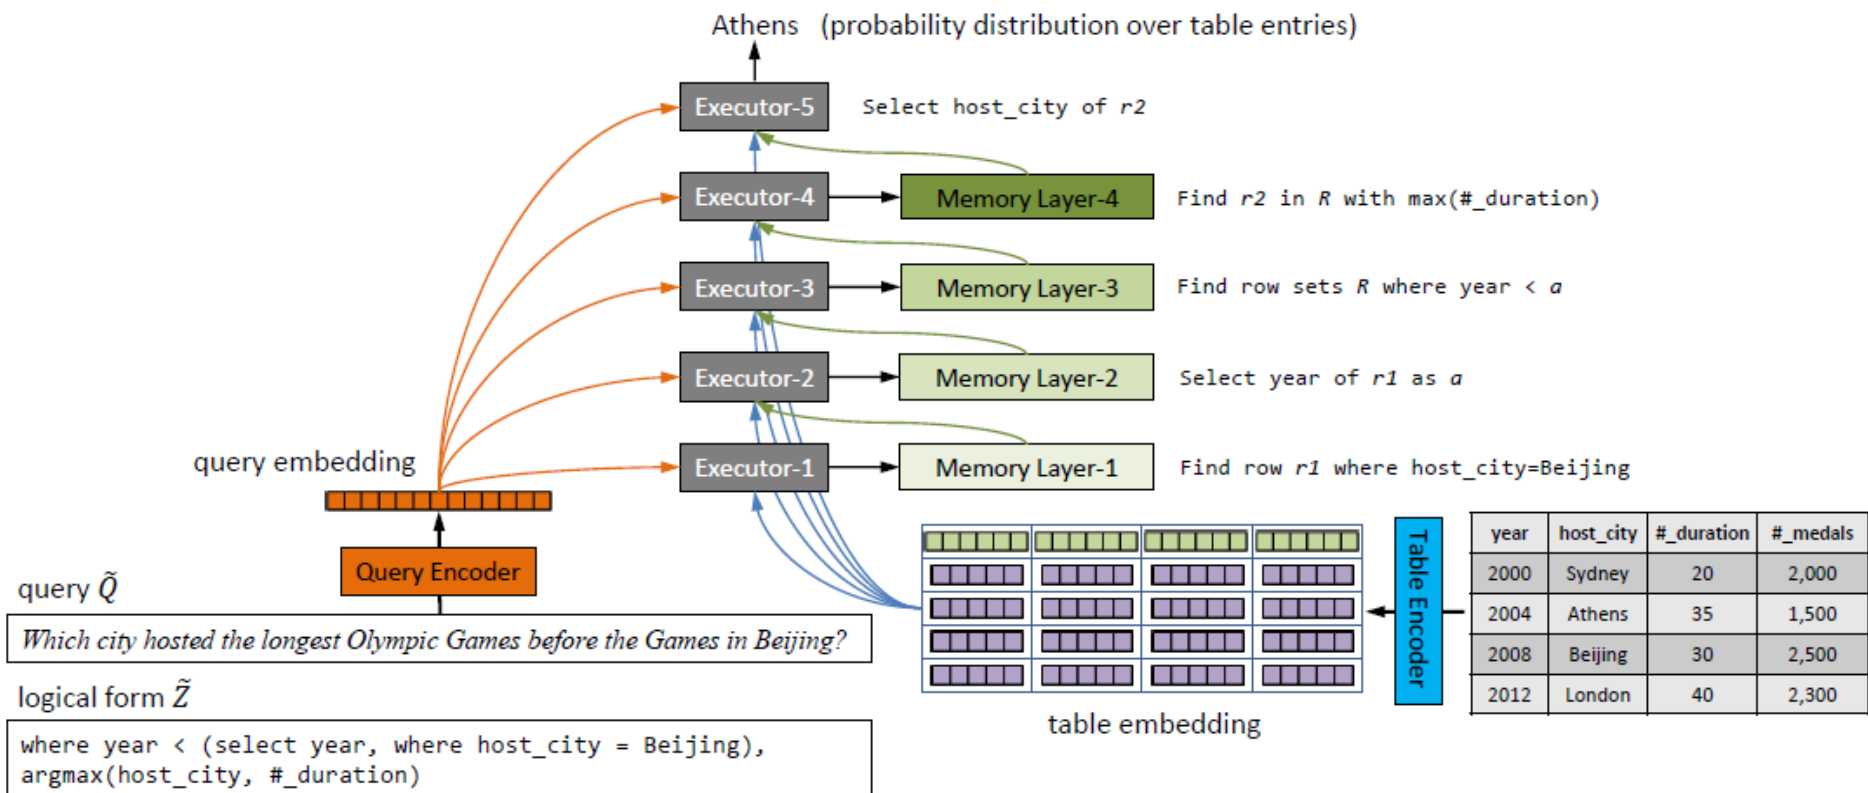 Athens (probability distribution over table entries)
Executor-5 Select host_city of r2
Executor-4 Memory Layer-4 Find r2 in R with max(#_duration)
Executor-3 Memory Layer-3 Find row sets R where year < a
Executor-2 Memory Layer-2 Select year of r1 as a
query embedding Executor-1 Memory Layer-1 Find row r1 where host_city=Beijing
Query Encoder
query Q̃
Which city hosted the longest Olympic Games before the Games in Beijing?
logical form Z̃
where year < (select year, where host_city = Beijing),
argmax(host_city, #_duration)
table embedding
Table Encoder
year host_city #_duration #_medals
2000 Sydney 20 2,000
2004 Athens 35 1,500
2008 Beijing 30 2,500
2012 London 40 2,300